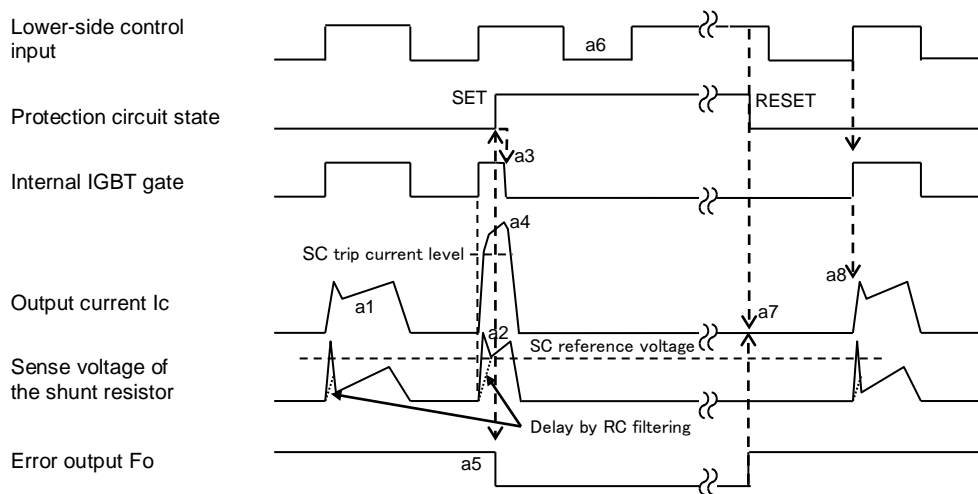 Lower-side control
input
a6
SET
RESET
Protection circuit state
a3
Internal IGBT gate
a4
SC trip current level
a8
Output current Ic
a1
a7
a2
SC reference voltage
Sense voltage of
the shunt resistor
Delay by RC filtering
Error output Fo
a5